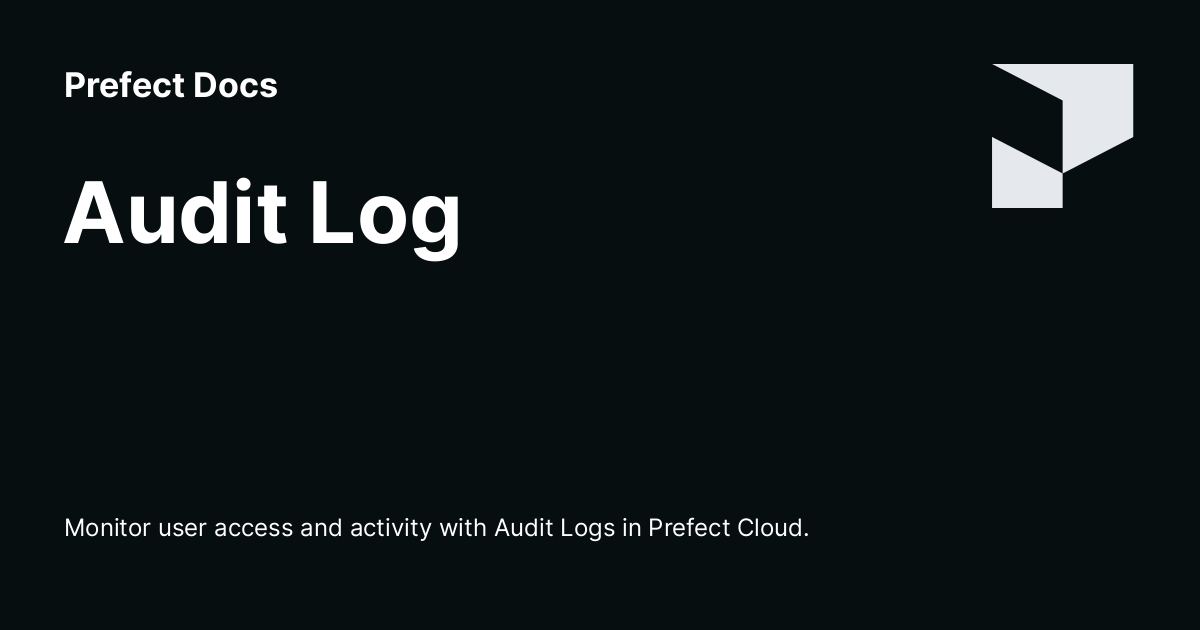 Prefect Docs
Audit Log
Monitor user access and activity with Audit Logs in Prefect Cloud.